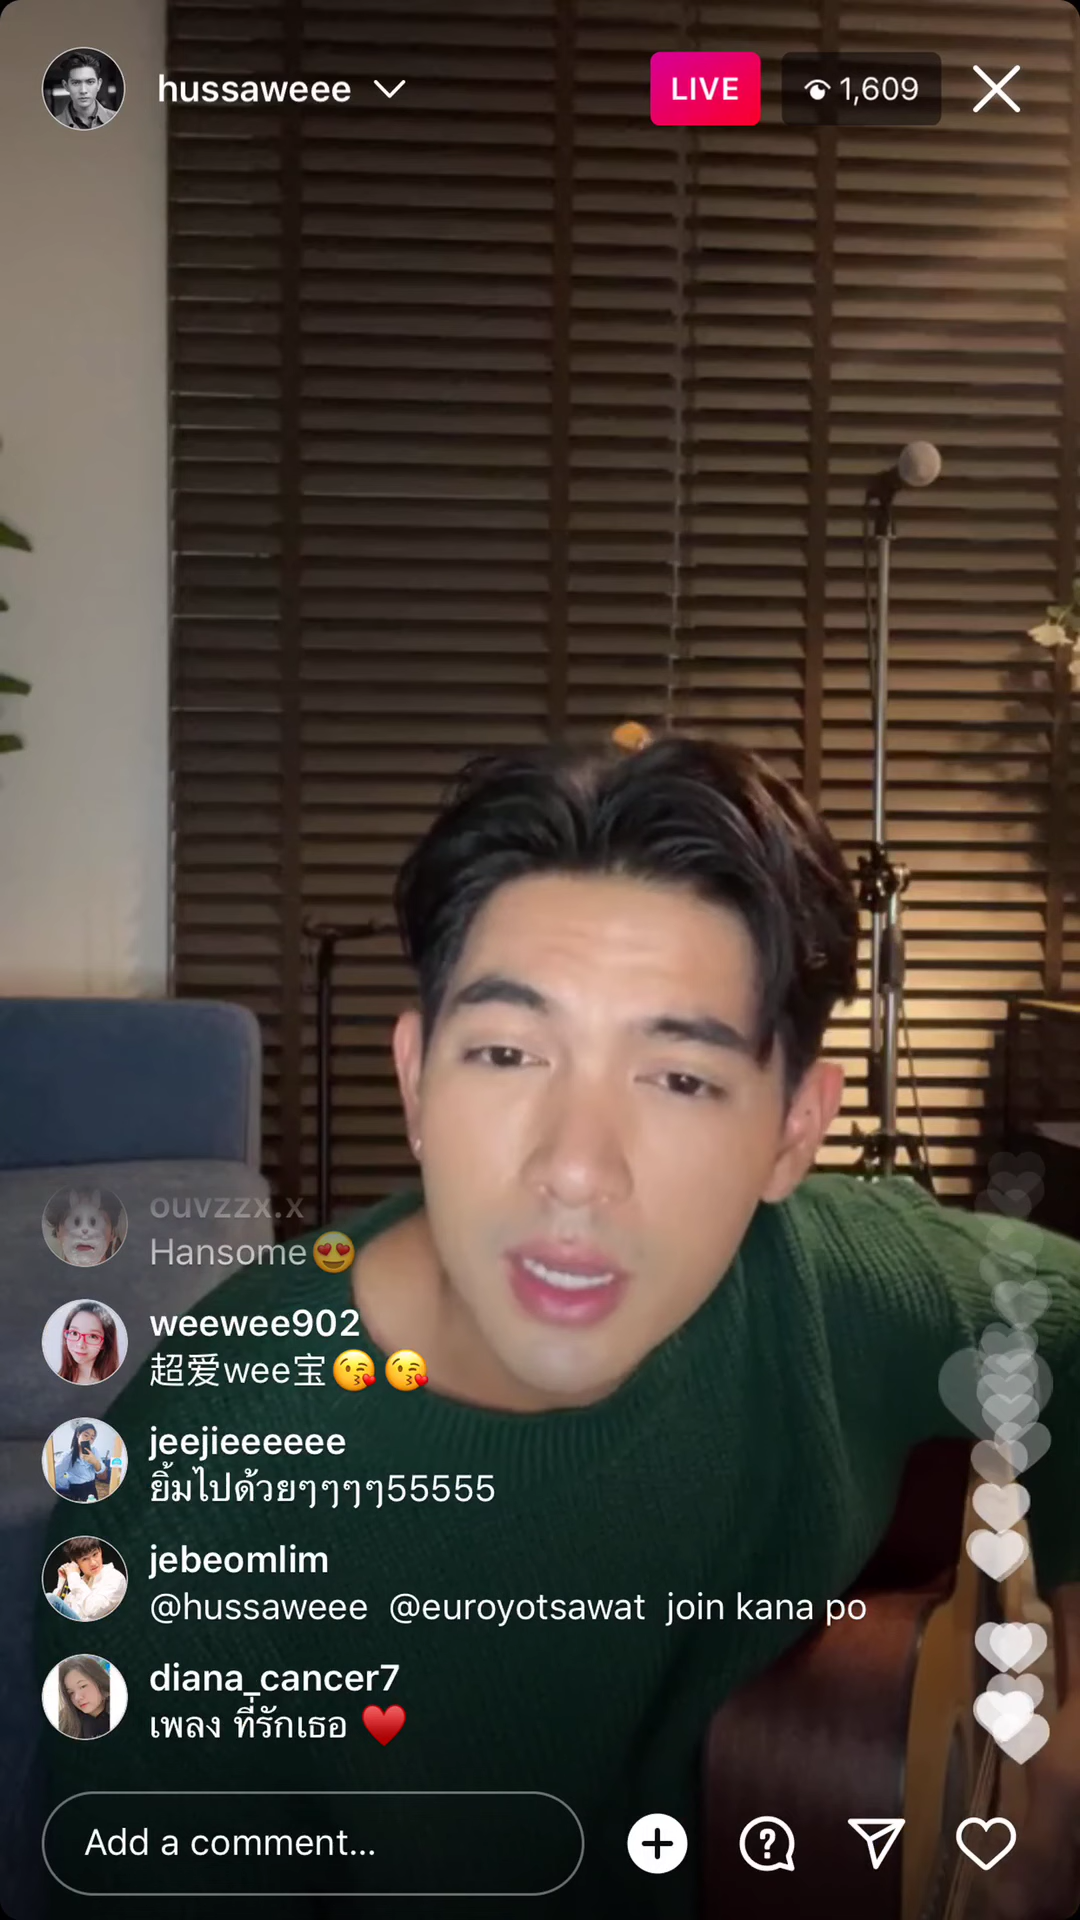 hussaweee
LIVE
1,609
ouvzzx.x
Hansome😍
weewee902
超爱wee宝😘😘
jeejieeeeee
ยิ้มไปด้วยๆๆๆๆ55555
jebeomlim
@hussaweee @euroyotsawat join kana po
diana_cancer7
เพลง ที่รักเธอ ♥️
Add a comment...